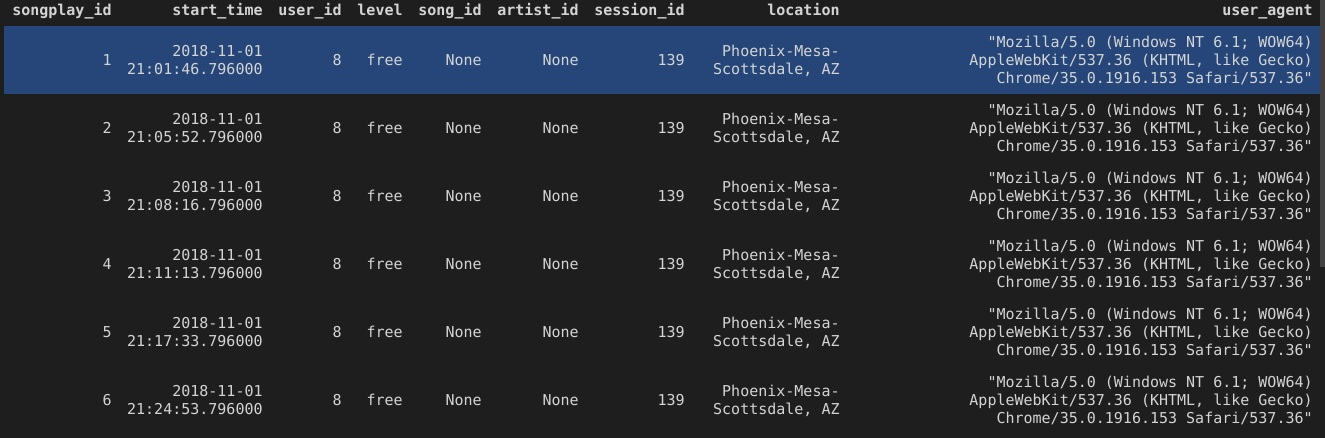 songplay_id start_time user_id level song_id artist_id session_id location user_agent
1 2018-11-01 21:01:46.796000 8 free None None 139 Phoenix-Mesa-Scottsdale, AZ "Mozilla/5.0 (Windows NT 6.1; WOW64) AppleWebKit/537.36 (KHTML, like Gecko) Chrome/35.0.1916.153 Safari/537.36"
2 2018-11-01 21:05:52.796000 8 free None None 139 Phoenix-Mesa-Scottsdale, AZ "Mozilla/5.0 (Windows NT 6.1; WOW64) AppleWebKit/537.36 (KHTML, like Gecko) Chrome/35.0.1916.153 Safari/537.36"
3 2018-11-01 21:08:16.796000 8 free None None 139 Phoenix-Mesa-Scottsdale, AZ "Mozilla/5.0 (Windows NT 6.1; WOW64) AppleWebKit/537.36 (KHTML, like Gecko) Chrome/35.0.1916.153 Safari/537.36"
4 2018-11-01 21:11:13.796000 8 free None None 139 Phoenix-Mesa-Scottsdale, AZ "Mozilla/5.0 (Windows NT 6.1; WOW64) AppleWebKit/537.36 (KHTML, like Gecko) Chrome/35.0.1916.153 Safari/537.36"
5 2018-11-01 21:17:33.796000 8 free None None 139 Phoenix-Mesa-Scottsdale, AZ "Mozilla/5.0 (Windows NT 6.1; WOW64) AppleWebKit/537.36 (KHTML, like Gecko) Chrome/35.0.1916.153 Safari/537.36"
6 2018-11-01 21:24:53.796000 8 free None None 139 Phoenix-Mesa-Scottsdale, AZ "Mozilla/5.0 (Windows NT 6.1; WOW64) AppleWebKit/537.36 (KHTML, like Gecko) Chrome/35.0.1916.153 Safari/537.36"